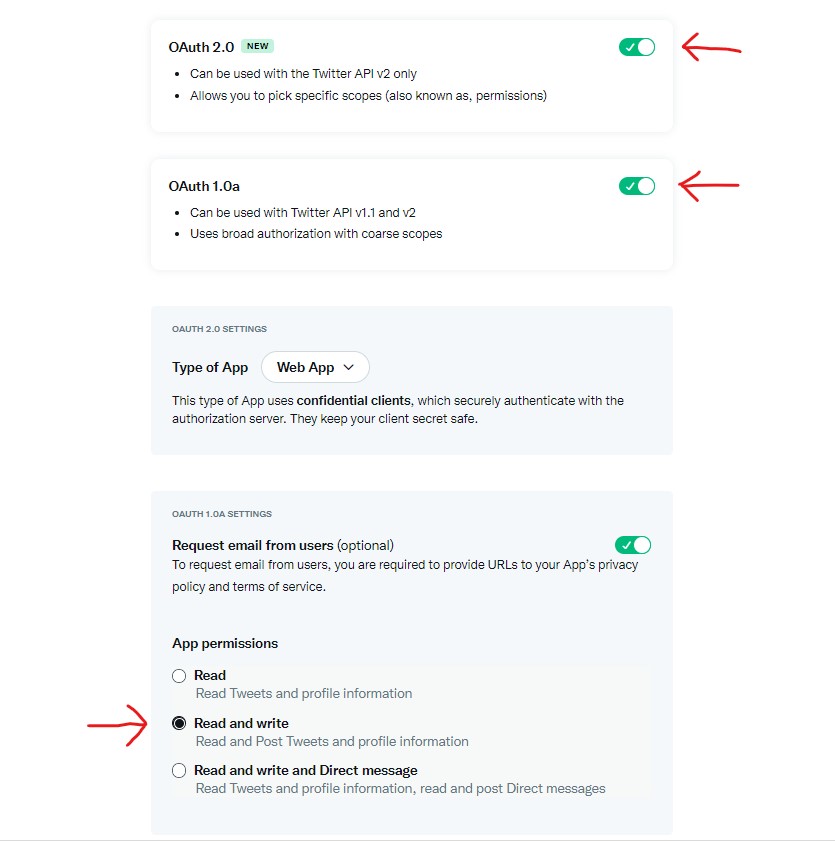 OAuth 2.0 NEW
• Can be used with the Twitter API v2 only
• Allows you to pick specific scopes (also known as, permissions)
OAuth 1.0a
• Can be used with Twitter API v1.1 and v2
• Uses broad authorization with coarse scopes
OAUTH 2.0 SETTINGS
Type of App Web App
This type of App uses confidential clients, which securely authenticate with the
authorization server. They keep your client secret safe.
OAUTH 1.0A SETTINGS
Request email from users (optional)
To request email from users, you are required to provide URLs to your App's privacy
policy and terms of service.
App permissions
Read
Read Tweets and profile information
Read and write
Read and Post Tweets and profile information
Read and write and Direct message
Read Tweets and profile information, read and post Direct messages